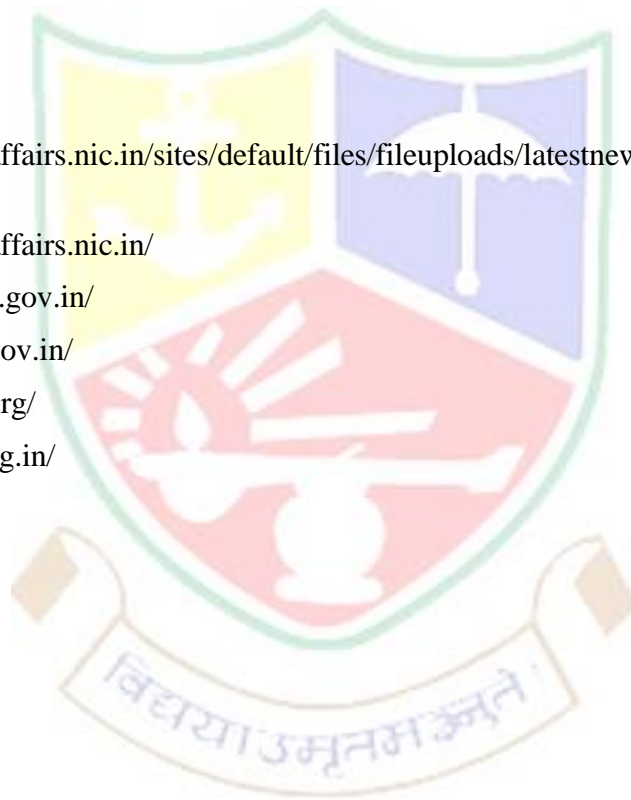 ffairs.nic.in/sites/default/files/fileuploads/latestnew
ffairs.nic.in/
.gov.in/
ov.in/
rg/
g.in/
विद्यया ऽमृतमश्नुते